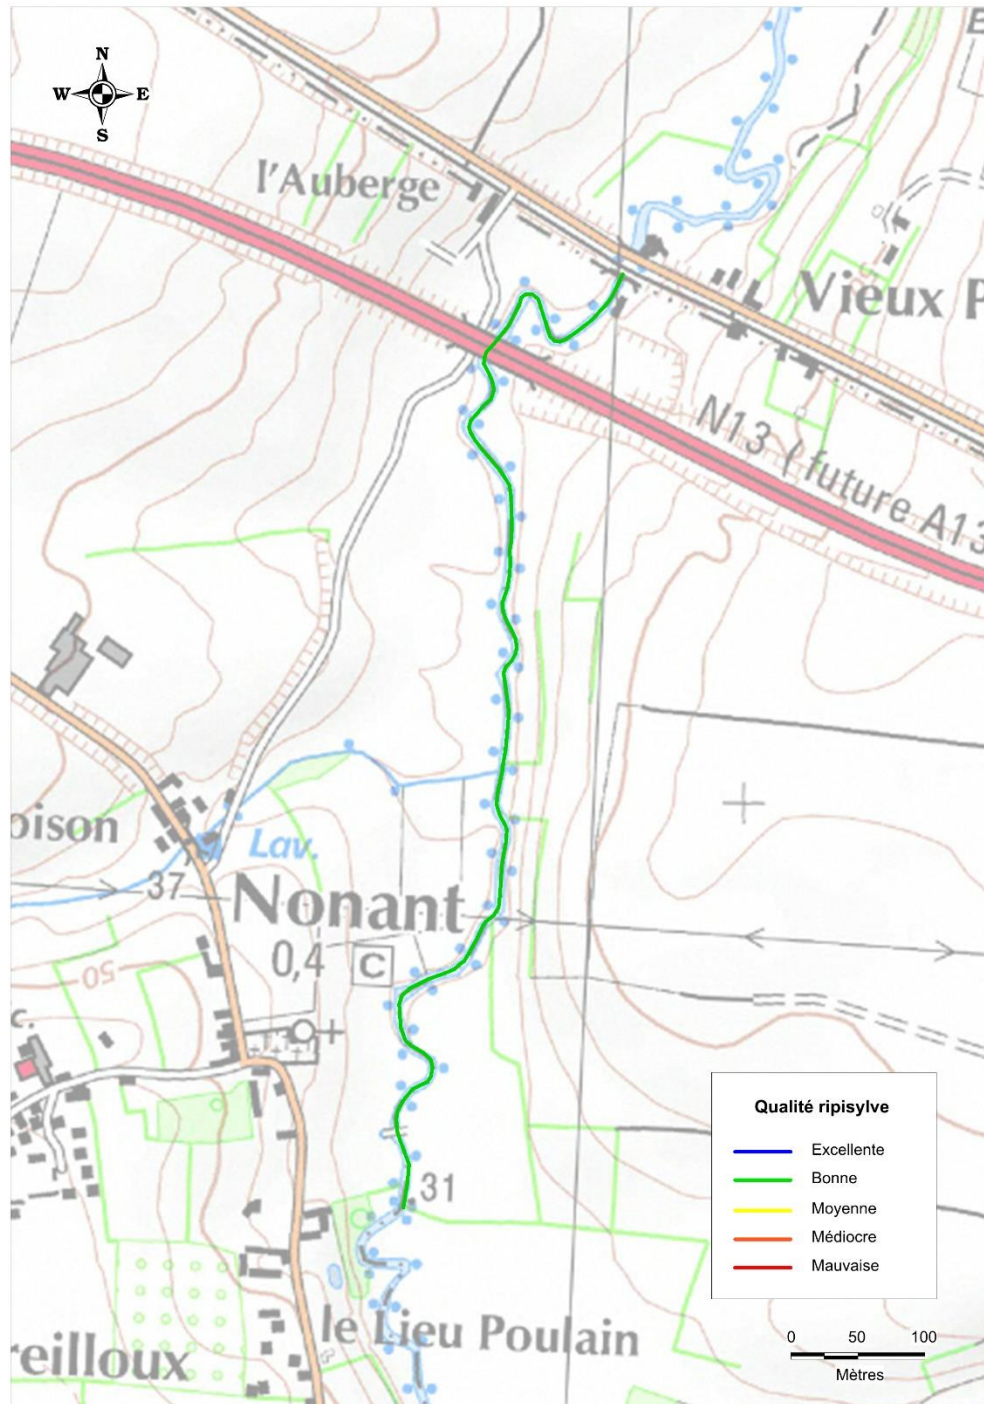 N
W E
S
l'Auberge
Vieux P
N13 (future A13
oison
Lav.
37
Nonant
0,4
C
50
c.
31
Qualité ripisylve
Excellente
Bonne
Moyenne
Médiocre
Mauvaise
le Lieu Poulain
reilloux
0 50 100
Mètres